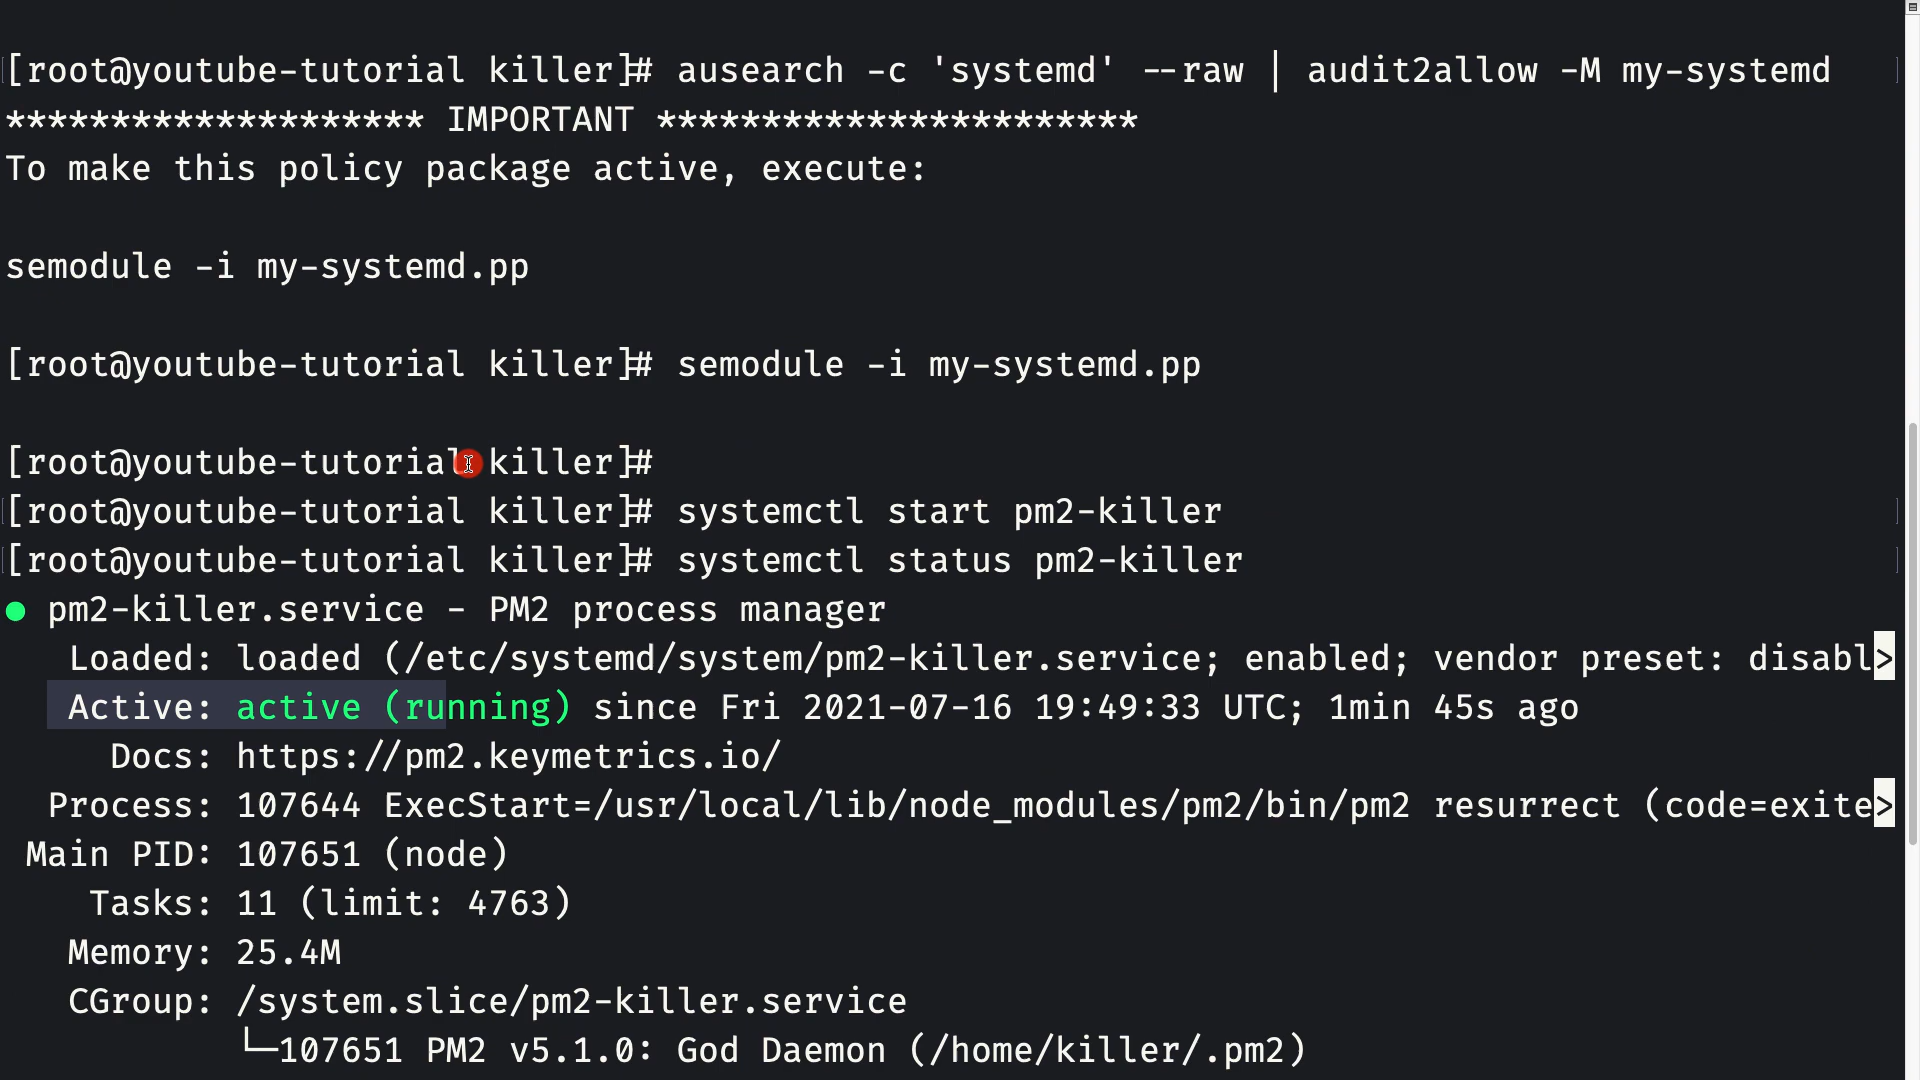 [root@youtube-tutorial killer]# ausearch -c 'systemd' --raw | audit2allow -M my-systemd
******************** IMPORTANT ***********************
To make this policy package active, execute:
semodule -i my-systemd.pp
[root@youtube-tutorial killer]# semodule -i my-systemd.pp
[root@youtube-tutorial killer]#
[root@youtube-tutorial killer]# systemctl start pm2-killer
[root@youtube-tutorial killer]# systemctl status pm2-killer
● pm2-killer.service - PM2 process manager
Loaded: loaded (/etc/systemd/system/pm2-killer.service; enabled; vendor preset: disabl>
Active: active (running) since Fri 2021-07-16 19:49:33 UTC; 1min 45s ago
Docs: https://pm2.keymetrics.io/
Process: 107644 ExecStart=/usr/local/lib/node_modules/pm2/bin/pm2 resurrect (code=exite>
Main PID: 107651 (node)
Tasks: 11 (limit: 4763)
Memory: 25.4M
CGroup: /system.slice/pm2-killer.service
└─107651 PM2 v5.1.0: God Daemon (/home/killer/.pm2)